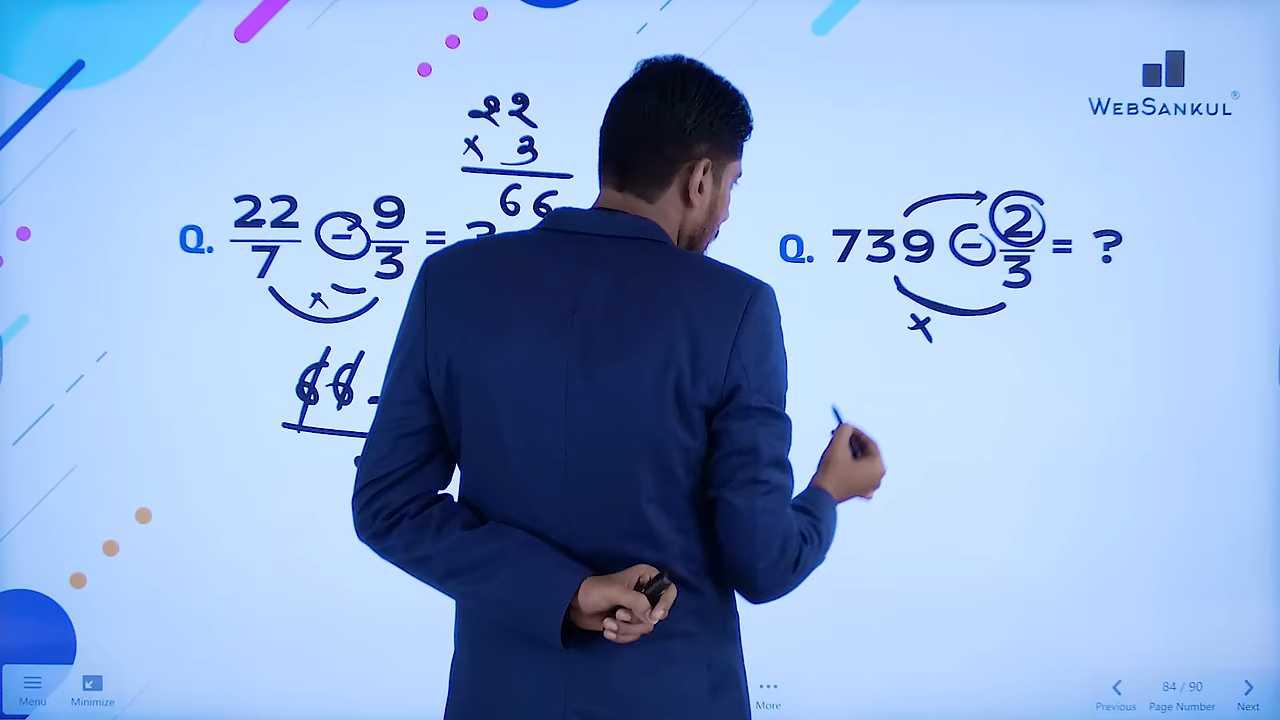 WEBSANKUL®
22
× 3
66
Q. 22/7 - 9/3 = ?
×
66 -
Q. 739 - 2/3 = ?
×
Menu
Minimize
More
Previous
84 / 90
Page Number
Next